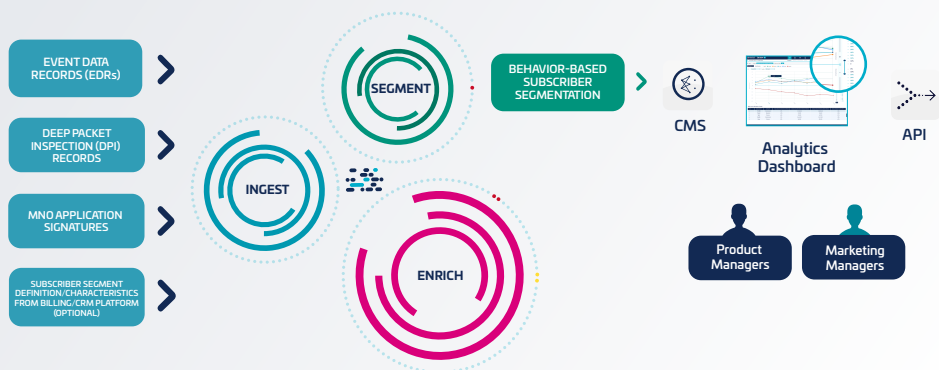 EVENT DATA
RECORDS (EDRs)
DEEP PACKET
INSPECTION (DPI)
RECORDS
MNO APPLICATION
SIGNATURES
SUBSCRIBER SEGMENT
DEFINITION/CHARACTERISTICS
FROM BILLING/CRM PLATFORM
(OPTIONAL)
INGEST
SEGMENT
ENRICH
BEHAVIOR-BASED
SUBSCRIBER
SEGMENTATION
CMS
Analytics
Dashboard
API
Product
Managers
Marketing
Managers